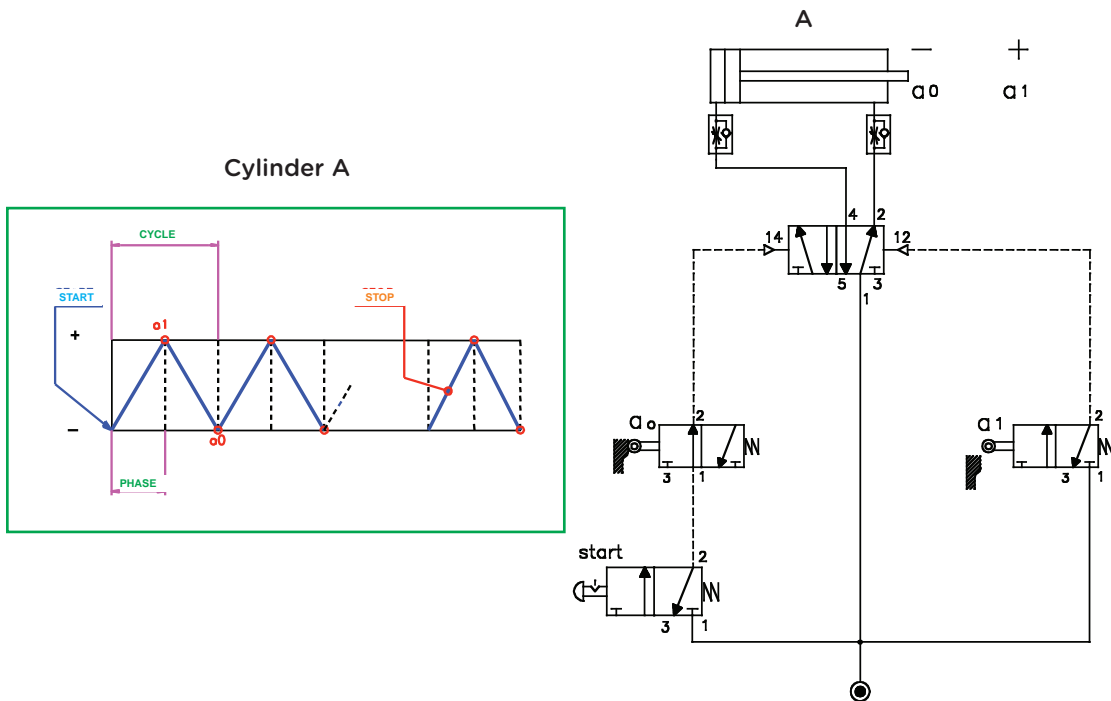 Cylinder A
CYCLE
START
STOP
a1
+
−
a0
PHASE
A
− +
a0 a1
4 2
14 12
5 3
1
a₀ 2
3 1
a1 2
3 1
start 2
3 1